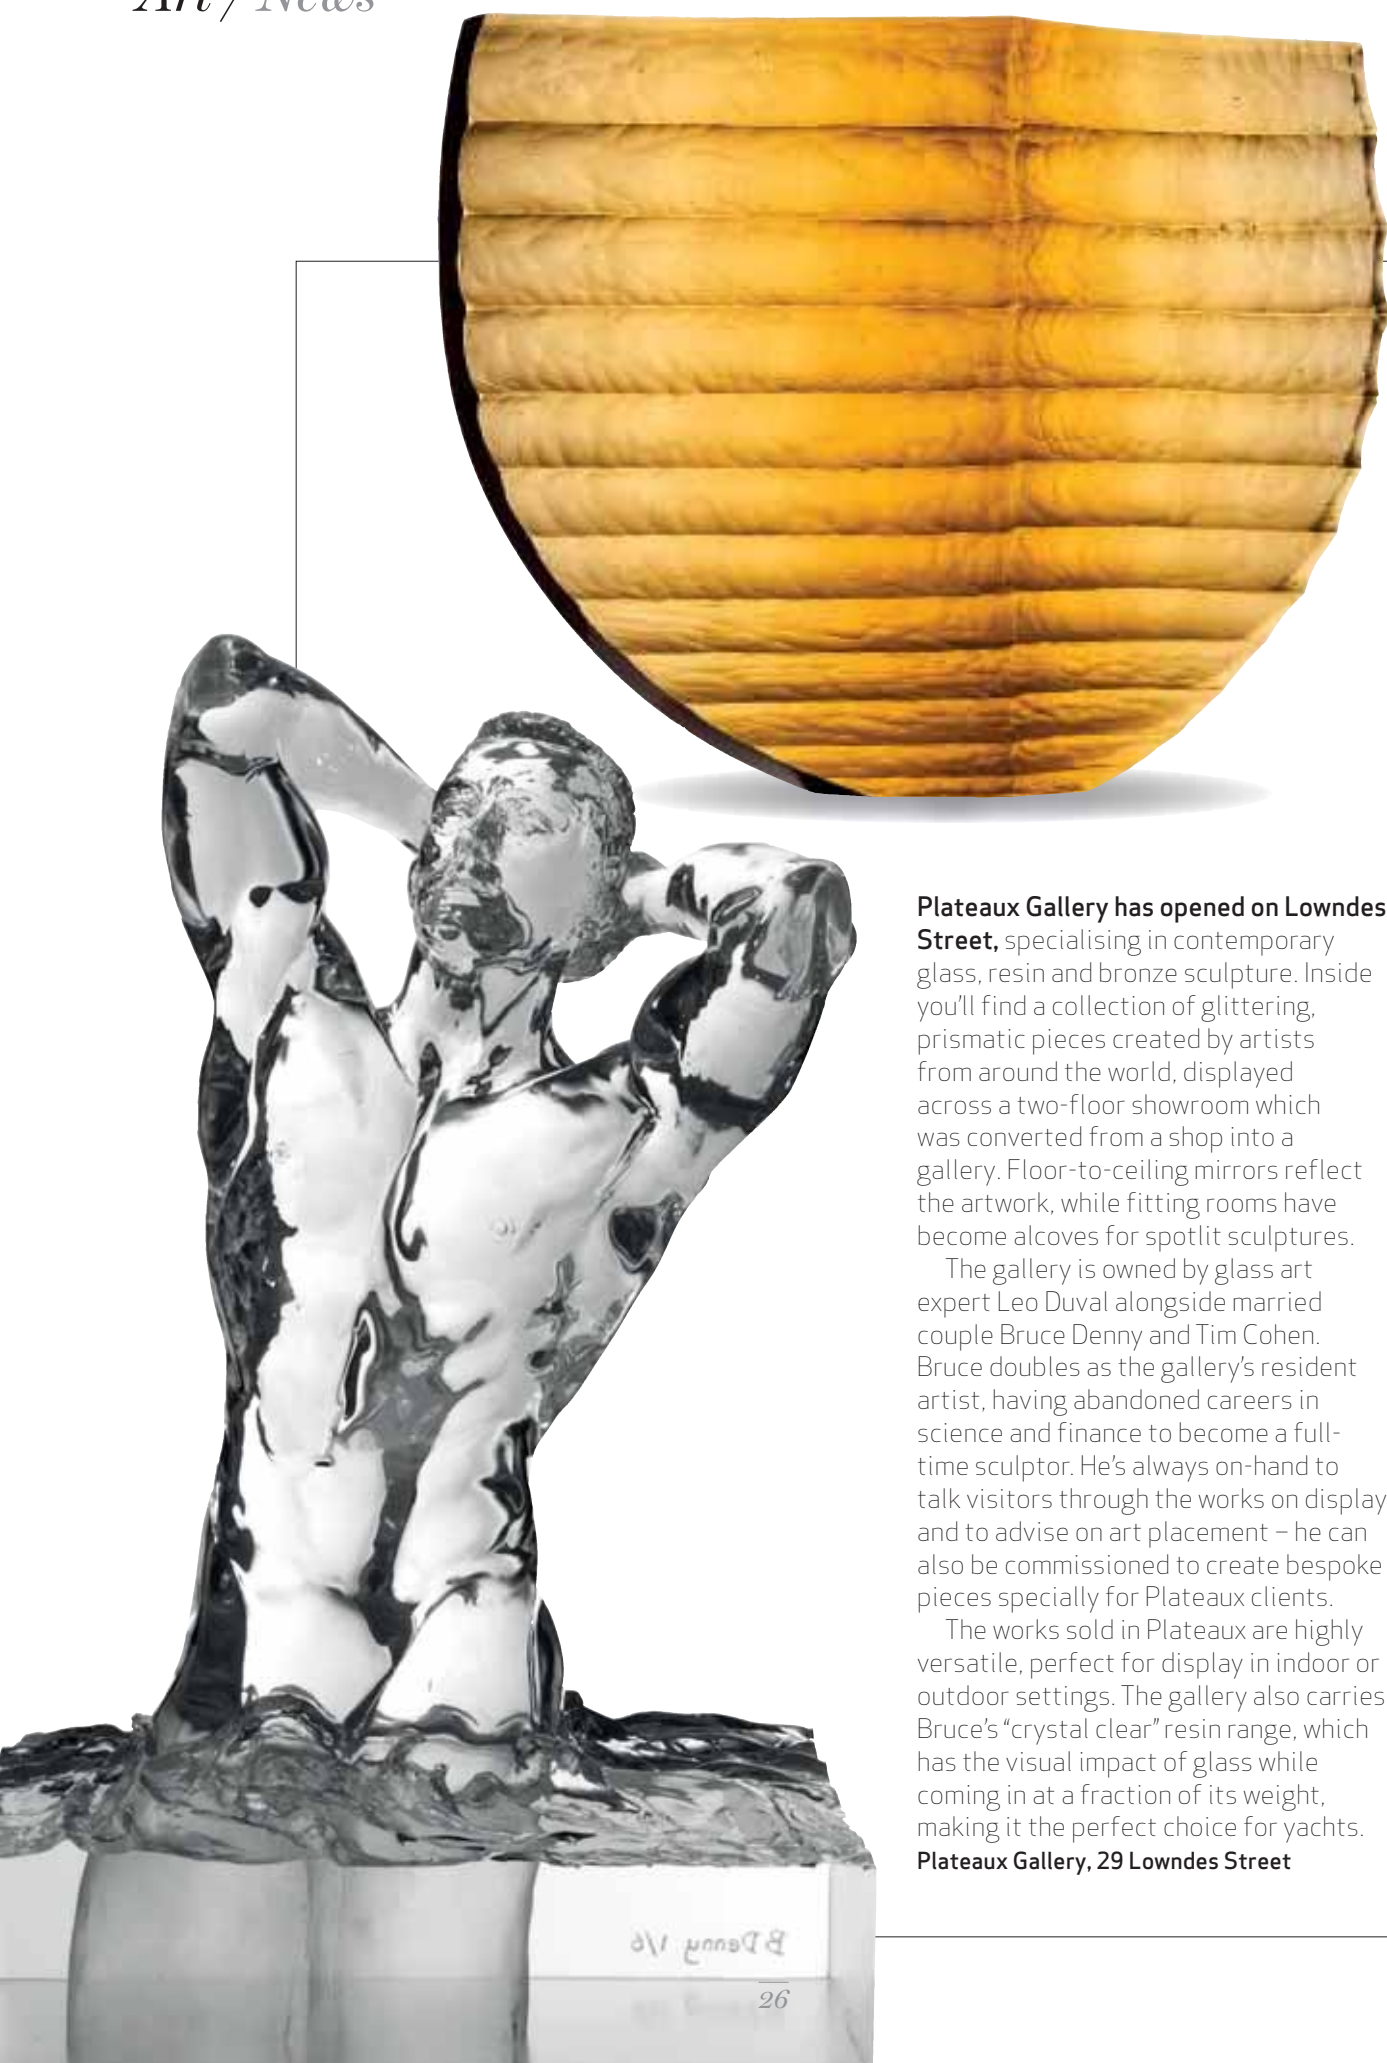 Art / News
Plateaux Gallery has opened on Lowndes
Street, specialising in contemporary
glass, resin and bronze sculpture. Inside
you'll find a collection of glittering,
prismatic pieces created by artists
from around the world, displayed
across a two-floor showroom which
was converted from a shop into a
gallery. Floor-to-ceiling mirrors reflect
the artwork, while fitting rooms have
become alcoves for spotlit sculptures.
The gallery is owned by glass art
expert Leo Duval alongside married
couple Bruce Denny and Tim Cohen.
Bruce doubles as the gallery's resident
artist, having abandoned careers in
science and finance to become a full-
time sculptor. He's always on-hand to
talk visitors through the works on display
and to advise on art placement – he can
also be commissioned to create bespoke
pieces specially for Plateaux clients.
The works sold in Plateaux are highly
versatile, perfect for display in indoor or
outdoor settings. The gallery also carries
Bruce's “crystal clear” resin range, which
has the visual impact of glass while
coming in at a fraction of its weight,
making it the perfect choice for yachts.
Plateaux Gallery, 29 Lowndes Street
B Denny 1/6
26